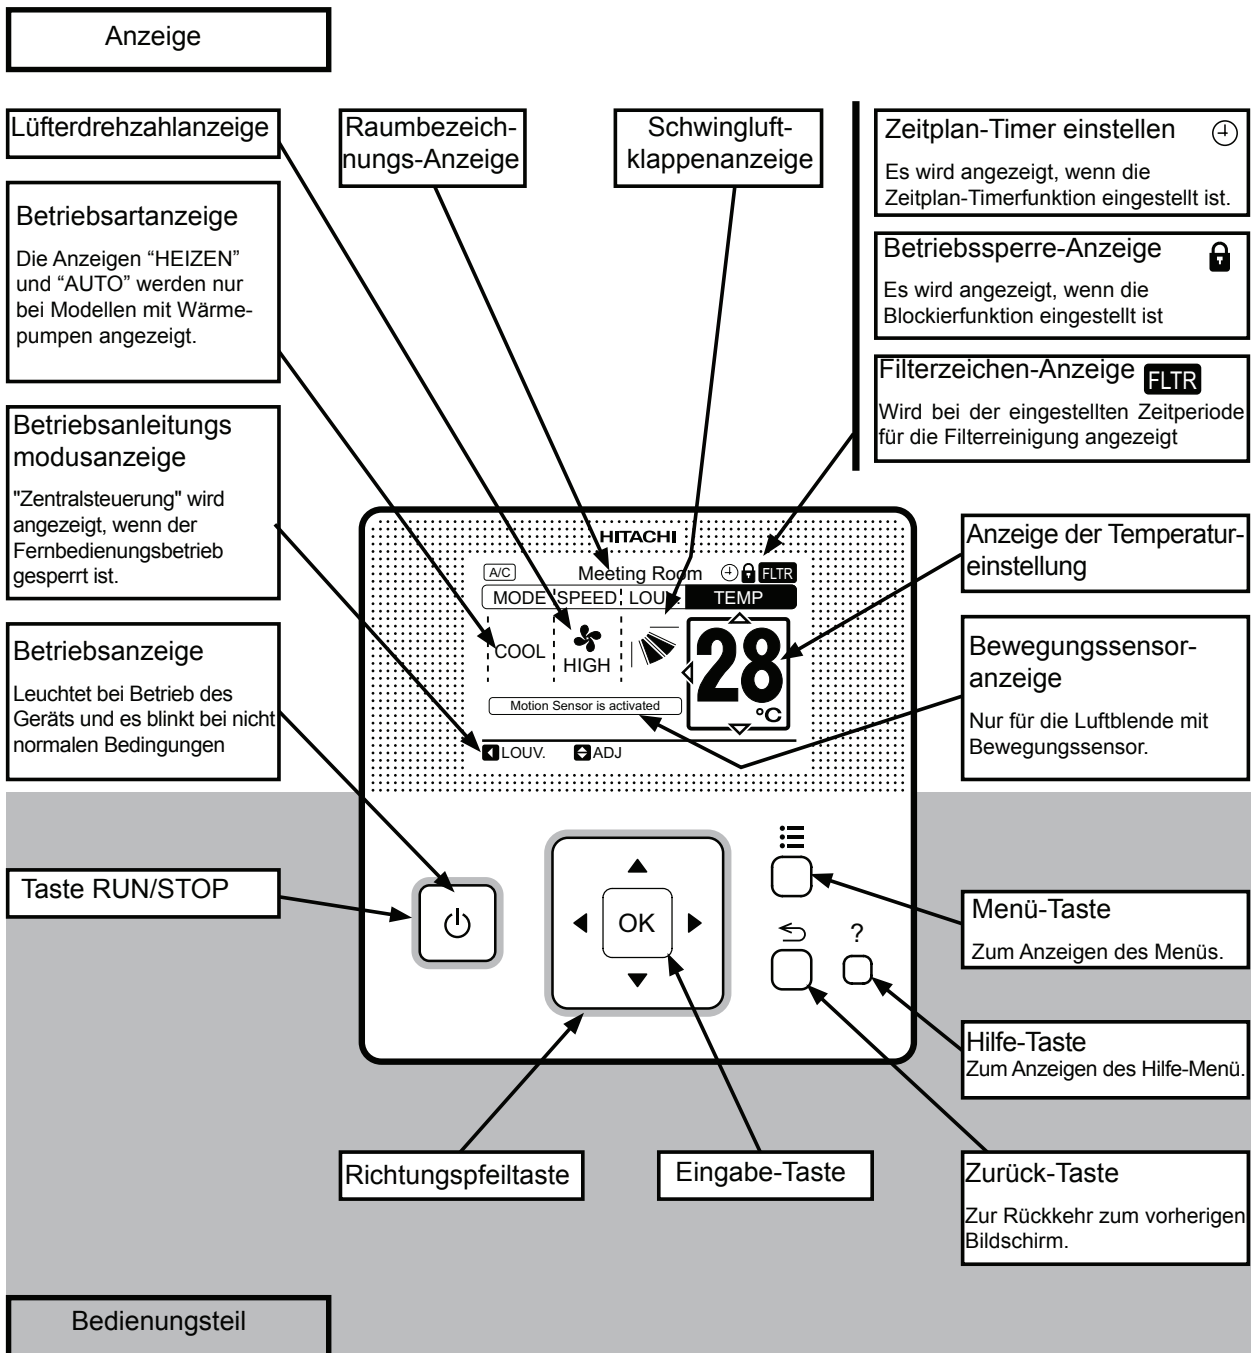 Anzeige
Lüfterdrehzahlanzeige
Raumbezeich-
nungs-Anzeige
Schwingluft-
klappenanzeige
Zeitplan-Timer einstellen
Es wird angezeigt, wenn die
Zeitplan-Timerfunktion eingestellt ist.
Betriebsartanzeige
Die Anzeigen “HEIZEN”
und “AUTO” werden nur
bei Modellen mit Wärme-
pumpen angezeigt.
Betriebssperre-Anzeige
Es wird angezeigt, wenn die
Blockierfunktion eingestellt ist
Filterzeichen-Anzeige FLTR
Wird bei der eingestellten Zeitperiode
für die Filterreinigung angezeigt
Betriebsanleitungs
modusanzeige
"Zentralsteuerung" wird
angezeigt, wenn der
Fernbedienungsbetrieb
gesperrt ist.
HITACHI
A/C Meeting Room FLTR
MODE SPEED LOUV. TEMP
COOL HIGH 28 °C
Motion Sensor is activated
LOUV. ADJ
Anzeige der Temperatur-
einstellung
Bewegungssensor-
anzeige
Nur für die Luftblende mit
Bewegungssensor.
Betriebsanzeige
Leuchtet bei Betrieb des
Geräts und es blinkt bei nicht
normalen Bedingungen
Taste RUN/STOP
OK
?
Menü-Taste
Zum Anzeigen des Menüs.
Hilfe-Taste
Zum Anzeigen des Hilfe-Menü.
Richtungspfeiltaste
Eingabe-Taste
Zurück-Taste
Zur Rückkehr zum vorherigen
Bildschirm.
Bedienungsteil